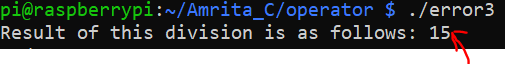 pi@raspberrypi:~/Amrita_C/operator $ ./error3
Result of this division is as follows: 15